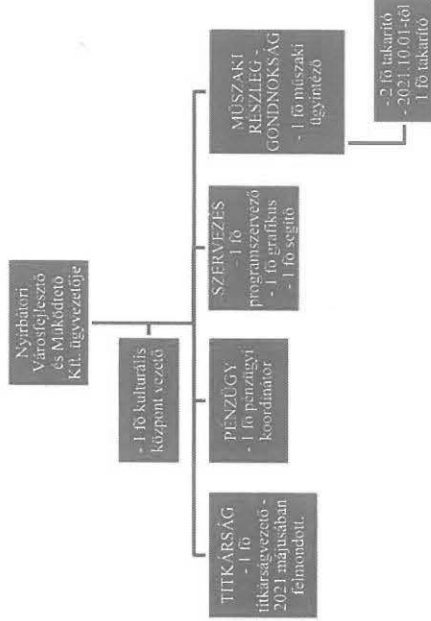 Nyírbátori
Városfejlesztő
és Működtető
Kft. ügyvezetője
- 1 fő kulturális
központ vezető
TITKÁRSÁG
- 1 fő
titkárságvezető -
2021 májusában
felmondott.
PÉNZÜGY
- 1 fő pénzügyi
koordinátor
SZERVEZÉS
- 1 fő
programszervező
- 1 fő grafikus
- 1 fő segítő
MŰSZAKI
RÉSZLEG -
GONDNOKSÁG
- 1 fő műszaki
ügyintéző
- 2 fő takarító
- 2021.10.01-től
1 fő takarító